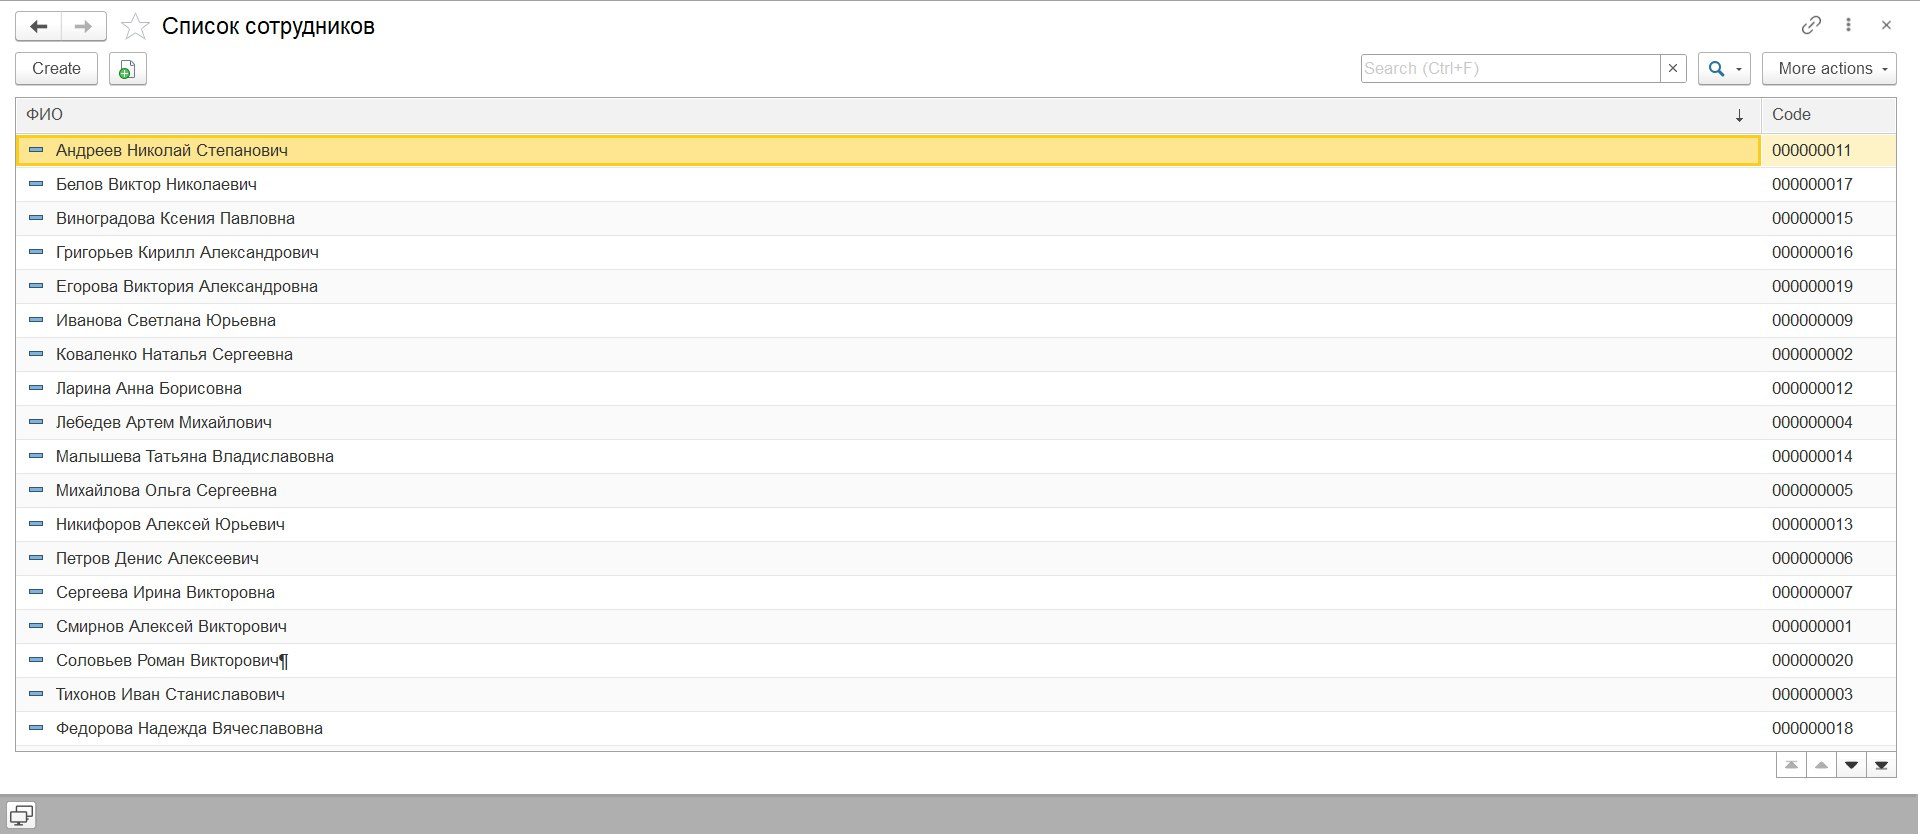 Список сотрудников
Create
Search (Ctrl+F)
More actions
ФИО Code
Андреев Николай Степанович 000000011
Белов Виктор Николаевич 000000017
Виноградова Ксения Павловна 000000015
Григорьев Кирилл Александрович 000000016
Егорова Виктория Александровна 000000019
Иванова Светлана Юрьевна 000000009
Коваленко Наталья Сергеевна 000000002
Ларина Анна Борисовна 000000012
Лебедев Артем Михайлович 000000004
Малышева Татьяна Владиславовна 000000014
Михайлова Ольга Сергеевна 000000005
Никифоров Алексей Юрьевич 000000013
Петров Денис Алексеевич 000000006
Сергеева Ирина Викторовна 000000007
Смирнов Алексей Викторович 000000001
Соловьев Роман Викторович¶ 000000020
Тихонов Иван Станиславович 000000003
Федорова Надежда Вячеславовна 000000018